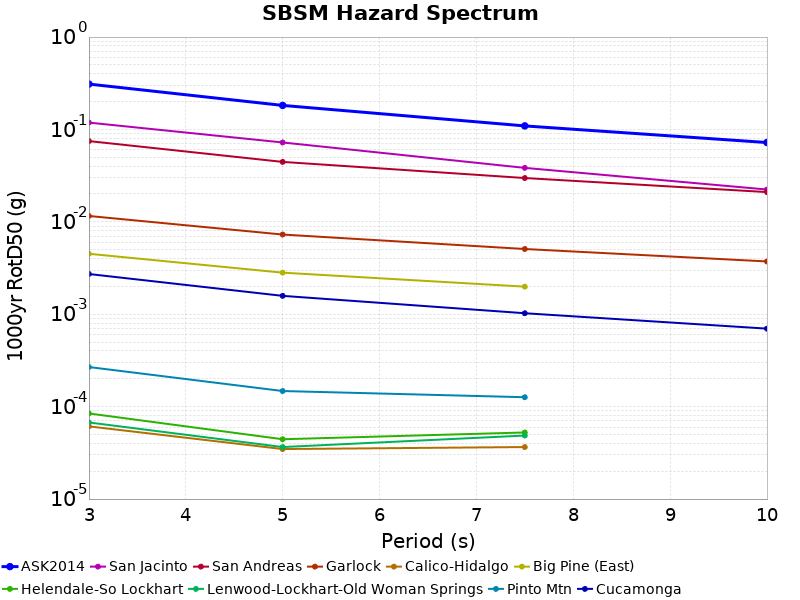 SBSM Hazard Spectrum
1000yr RotD50 (g)
10^0
10^-1
10^-2
10^-3
10^-4
10^-5
3 4 5 6 7 8 9 10
Period (s)
ASK2014 San Jacinto San Andreas Garlock Calico-Hidalgo Big Pine (East)
Helendale-So Lockhart Lenwood-Lockhart-Old Woman Springs Pinto Mtn Cucamonga